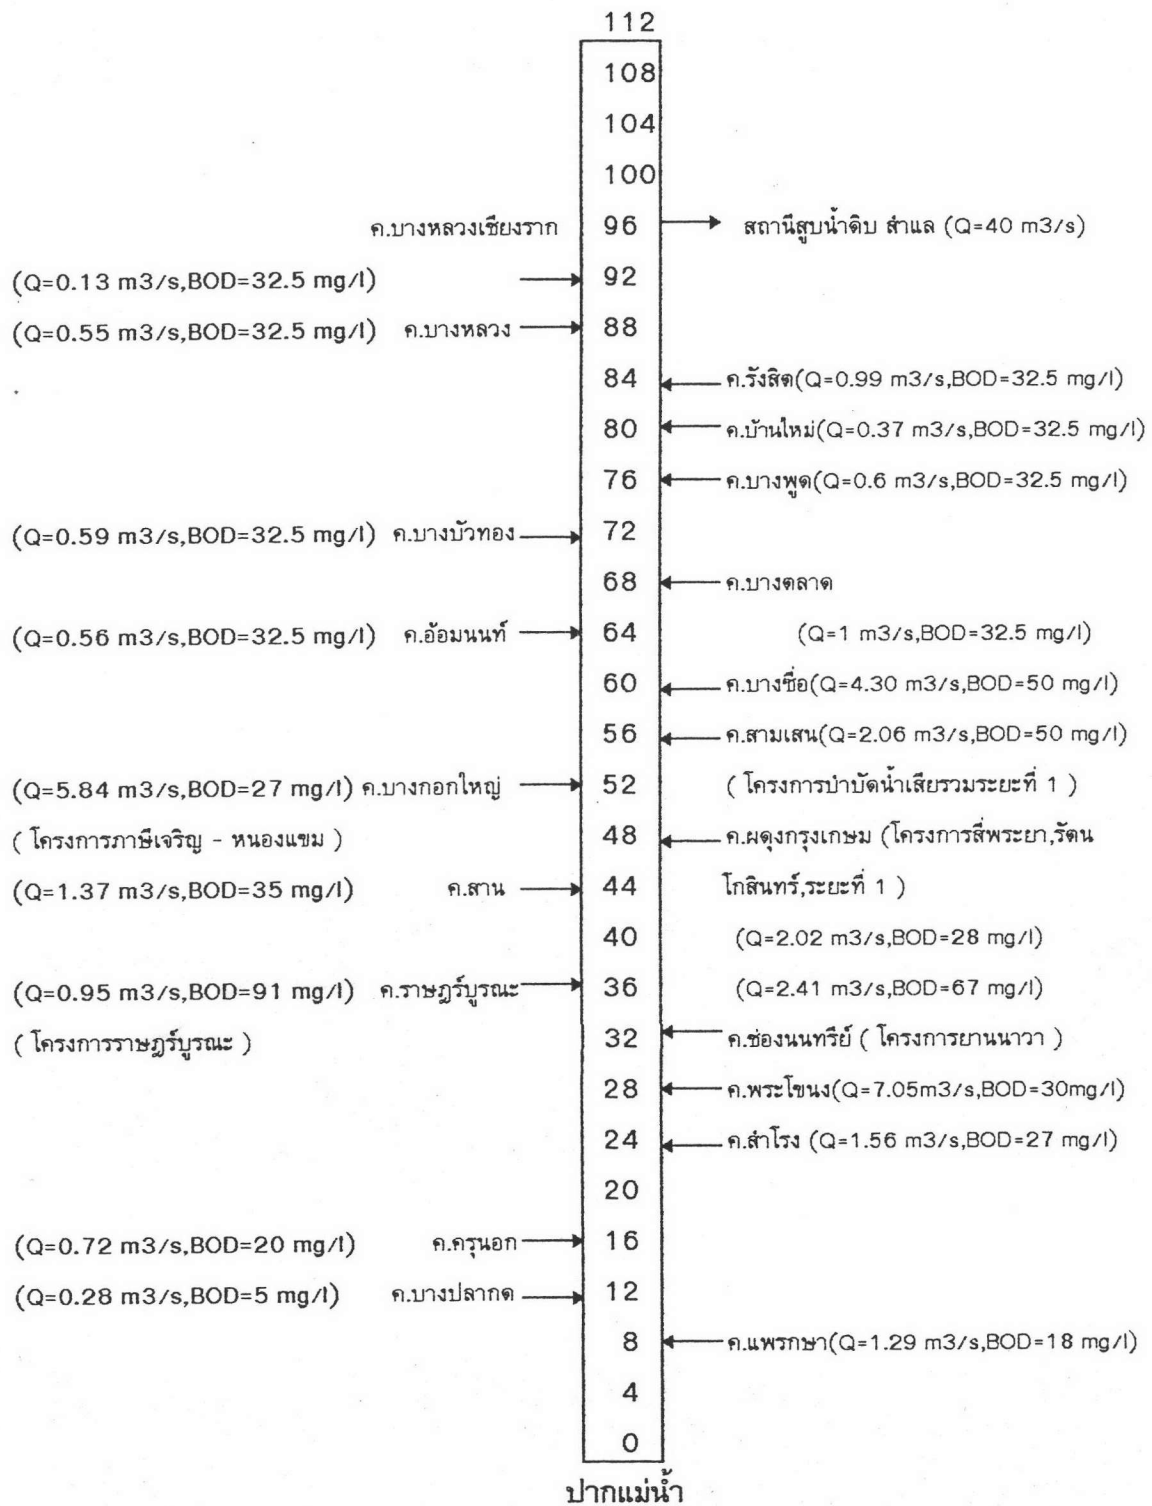 112
108
104
100
ค.บางหลวงเชียงราก 96 สถานีสูบน้ำดิบ สำแล (Q=40 m3/s)
(Q=0.13 m3/s,BOD=32.5 mg/l) 92
(Q=0.55 m3/s,BOD=32.5 mg/l) ค.บางหลวง 88
84 ค.รังสิต(Q=0.99 m3/s,BOD=32.5 mg/l)
80 ค.บ้านใหม่(Q=0.37 m3/s,BOD=32.5 mg/l)
76 ค.บางพูด(Q=0.6 m3/s,BOD=32.5 mg/l)
(Q=0.59 m3/s,BOD=32.5 mg/l) ค.บางบัวทอง 72
68 ค.บางตลาด
(Q=0.56 m3/s,BOD=32.5 mg/l) ค.อ้อมนนท์ 64 (Q=1 m3/s,BOD=32.5 mg/l)
60 ค.บางซื่อ(Q=4.30 m3/s,BOD=50 mg/l)
56 ค.สามเสน(Q=2.06 m3/s,BOD=50 mg/l)
(Q=5.84 m3/s,BOD=27 mg/l) ค.บางกอกใหญ่ 52 ( โครงการบำบัดน้ำเสียรวมระยะที่ 1 )
( โครงการภาษีเจริญ - หนองแขม ) 48 ค.ผดุงกรุงเกษม (โครงการสี่พระยา,รัตน
(Q=1.37 m3/s,BOD=35 mg/l) ค.สาน 44 โกสินทร์,ระยะที่ 1 )
40 (Q=2.02 m3/s,BOD=28 mg/l)
(Q=0.95 m3/s,BOD=91 mg/l) ค.ราษฎร์บูรณะ 36 (Q=2.41 m3/s,BOD=67 mg/l)
( โครงการราษฎร์บูรณะ ) 32 ค.ช่องนนทรีย์ ( โครงการยานนาวา )
28 ค.พระโขนง(Q=7.05m3/s,BOD=30mg/l)
24 ค.สำโรง (Q=1.56 m3/s,BOD=27 mg/l)
20
(Q=0.72 m3/s,BOD=20 mg/l) ค.ครุนอก 16
(Q=0.28 m3/s,BOD=5 mg/l) ค.บางปลากด 12
8 ค.แพรกษา(Q=1.29 m3/s,BOD=18 mg/l)
4
0
ปากแม่น้ำ